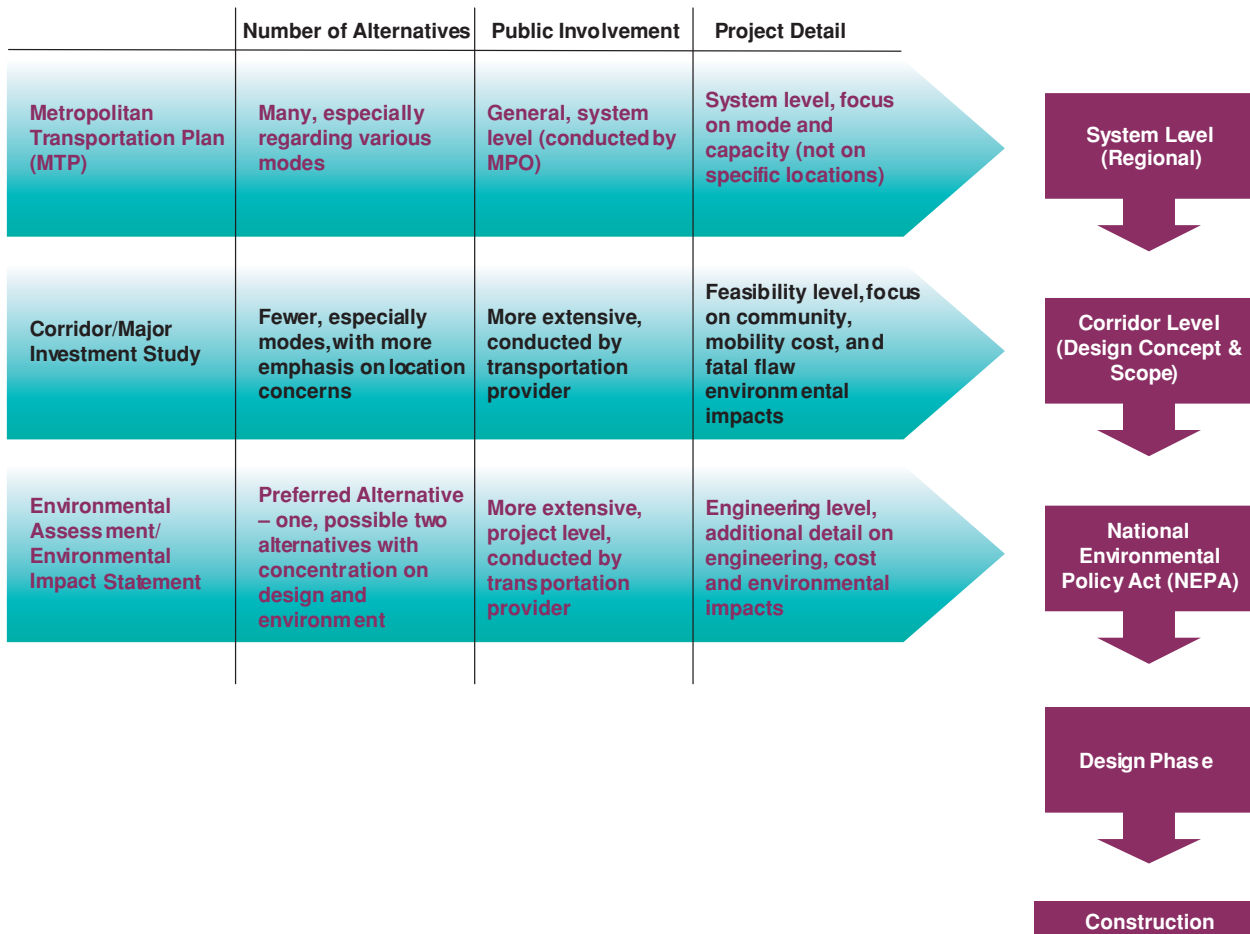 Number of Alternatives
Public Involvement
Project Detail
Metropolitan
Transportation Plan
(MTP)
Many, especially
regarding various
modes
General, system
level (conducted by
MPO)
System level, focus
on mode and
capacity (not on
specific locations)
System Level
(Regional)
Corridor/Major
Investment Study
Fewer, especially
modes, with more
emphasis on location
concerns
More extensive,
conducted by
transportation
provider
Feasibility level, focus
on community,
mobility cost, and
fatal flaw
environmental
impacts
Corridor Level
(Design Concept &
Scope)
Environmental
Assessment/
Environmental
Impact Statement
Preferred Alternative
– one, possible two
alternatives with
concentration on
design and
environment
More extensive,
project level,
conducted by
transportation
provider
Engineering level,
additional detail on
engineering, cost
and environmental
impacts
National
Environmental
Policy Act (NEPA)
Design Phase
Construction